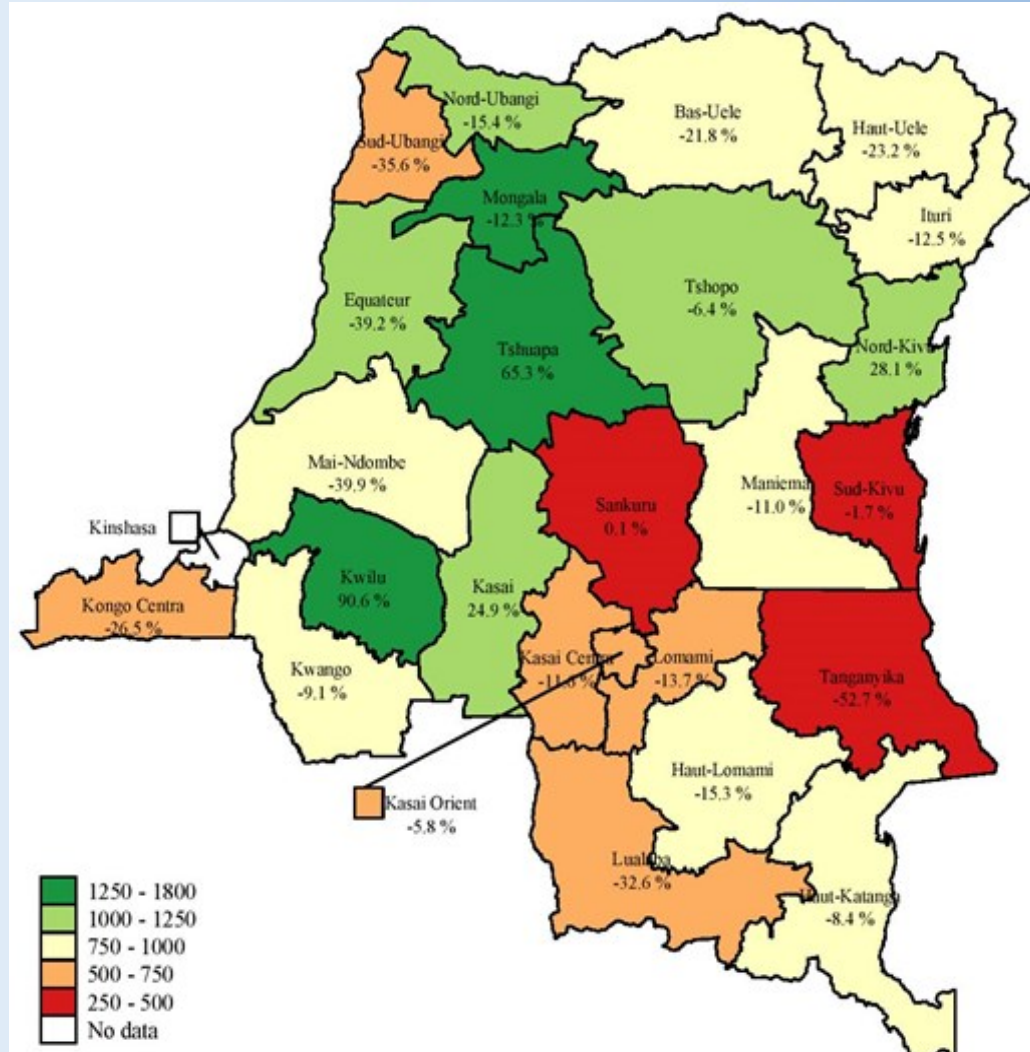 Nord-Ubangi
-15.4 %
Sud-Ubangi
-35.6 %
Bas-Uele
-21.8 %
Haut-Uele
-23.2 %
Mongala
-12.3 %
Ituri
-12.5 %
Equateur
-39.2 %
Tshopo
-6.4 %
Tshuapa
65.3 %
Nord-Kivu
28.1 %
Mai-Ndombe
-39.9 %
Sankuru
0.1 %
Maniema
-11.0 %
Sud-Kivu
-1.7 %
Kinshasa
Kwilu
90.6 %
Kasai
24.9 %
Kongo Centra
-26.5 %
Kwango
-9.1 %
Kasai Centra
Lomami
-13.7 %
Tanganyika
-52.7 %
Haut-Lomami
-15.3 %
Kasai Orient
-5.8 %
Lualaba
-32.6 %
Haut-Katanga
-8.4 %
1250 - 1800
1000 - 1250
750 - 1000
500 - 750
250 - 500
No data